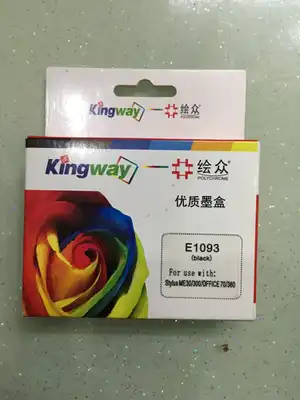 Kingway 绘众
Kingway 绘众®
POLYCHROME
优质墨盒
E1093
(black)
For use with:
Stylus ME30/300/OFFICE 70/360